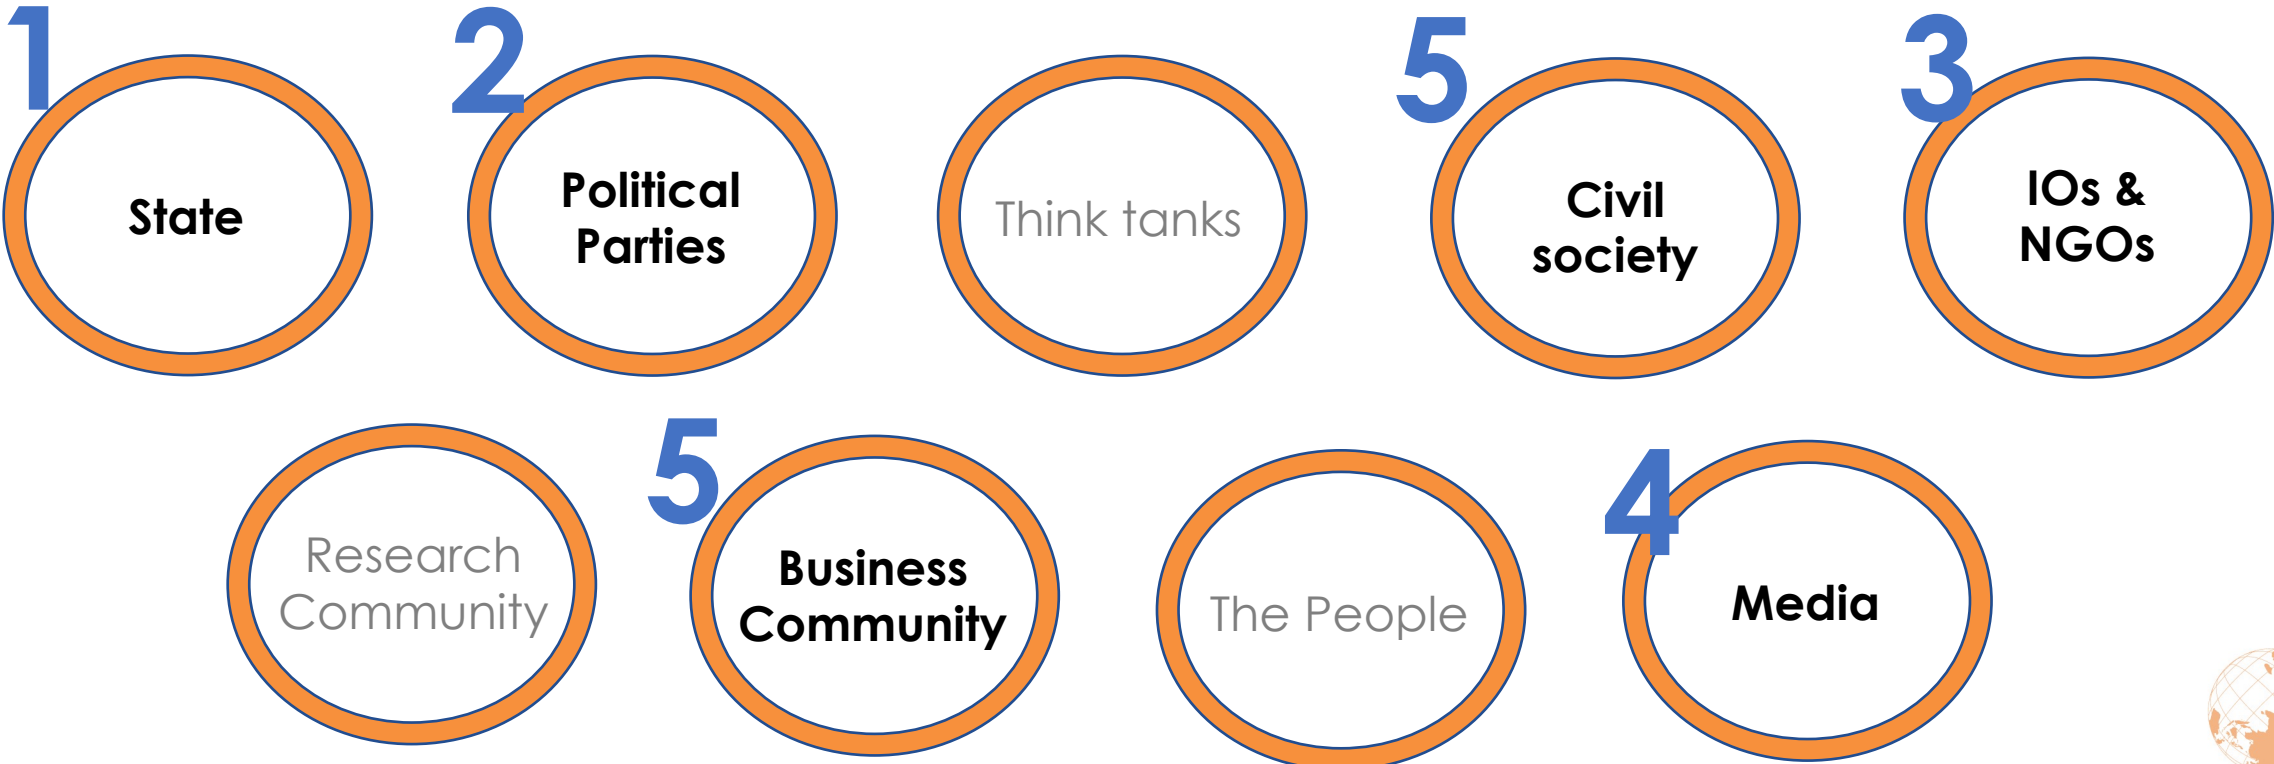 1
State
2
Political
Parties
Think tanks
5
Civil
society
3
IOs &
NGOs
Research
Community
5
Business
Community
The People
4
Media